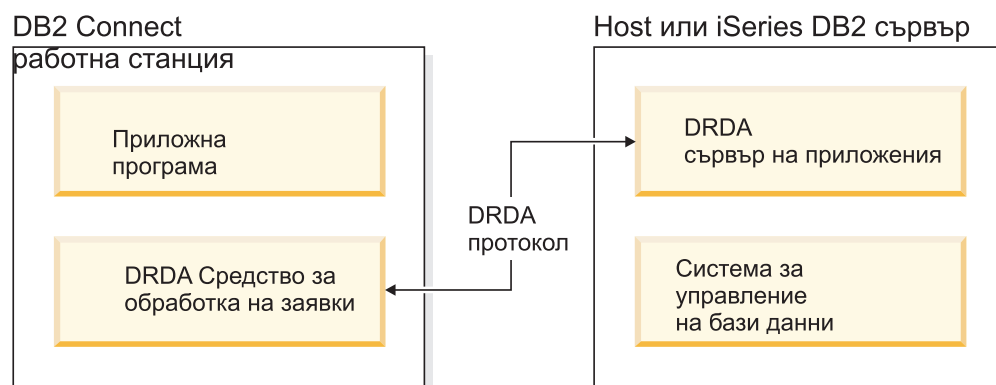 DB2 Connect
работна станция
Приложна
програма
DRDA Средство за
обработка на заявки
DRDA
протокол
Host или iSeries DB2 сървър
DRDA
сървър на приложения
Система за
управление
на бази данни